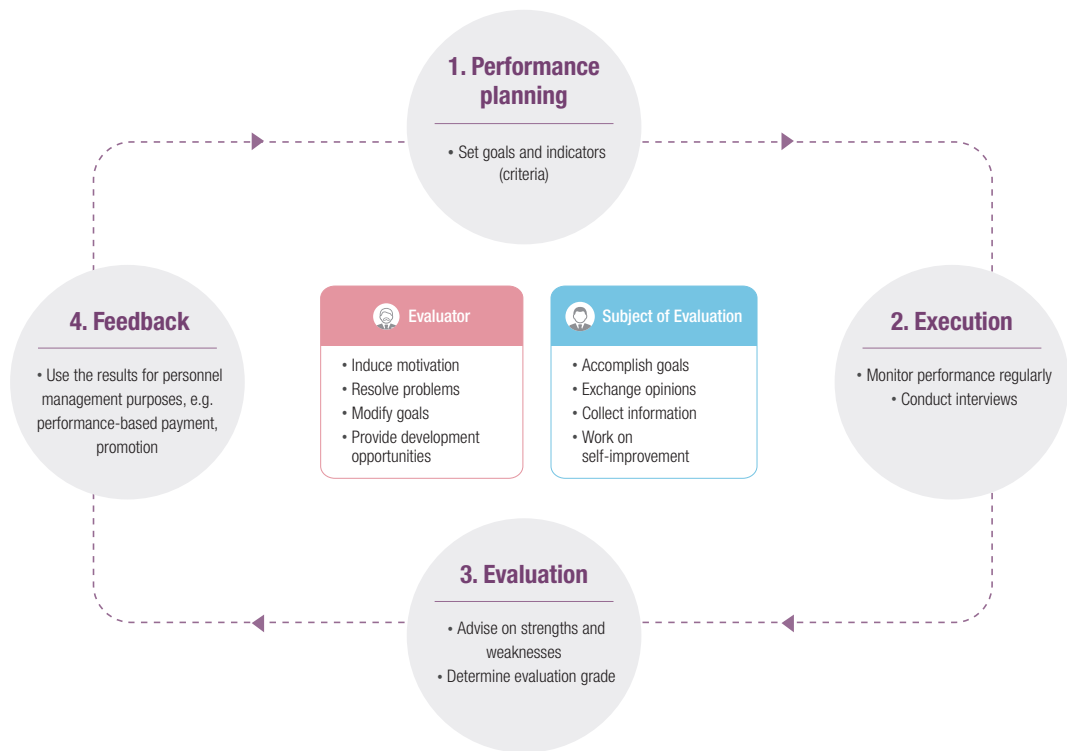 1. Performance
planning
• Set goals and indicators
(criteria)
2. Execution
• Monitor performance regularly
• Conduct interviews
3. Evaluation
• Advise on strengths and
weaknesses
• Determine evaluation grade
4. Feedback
• Use the results for personnel
management purposes, e.g.
performance-based payment,
promotion
Evaluator
• Induce motivation
• Resolve problems
• Modify goals
• Provide development
opportunities
Subject of Evaluation
• Accomplish goals
• Exchange opinions
• Collect information
• Work on
self-improvement